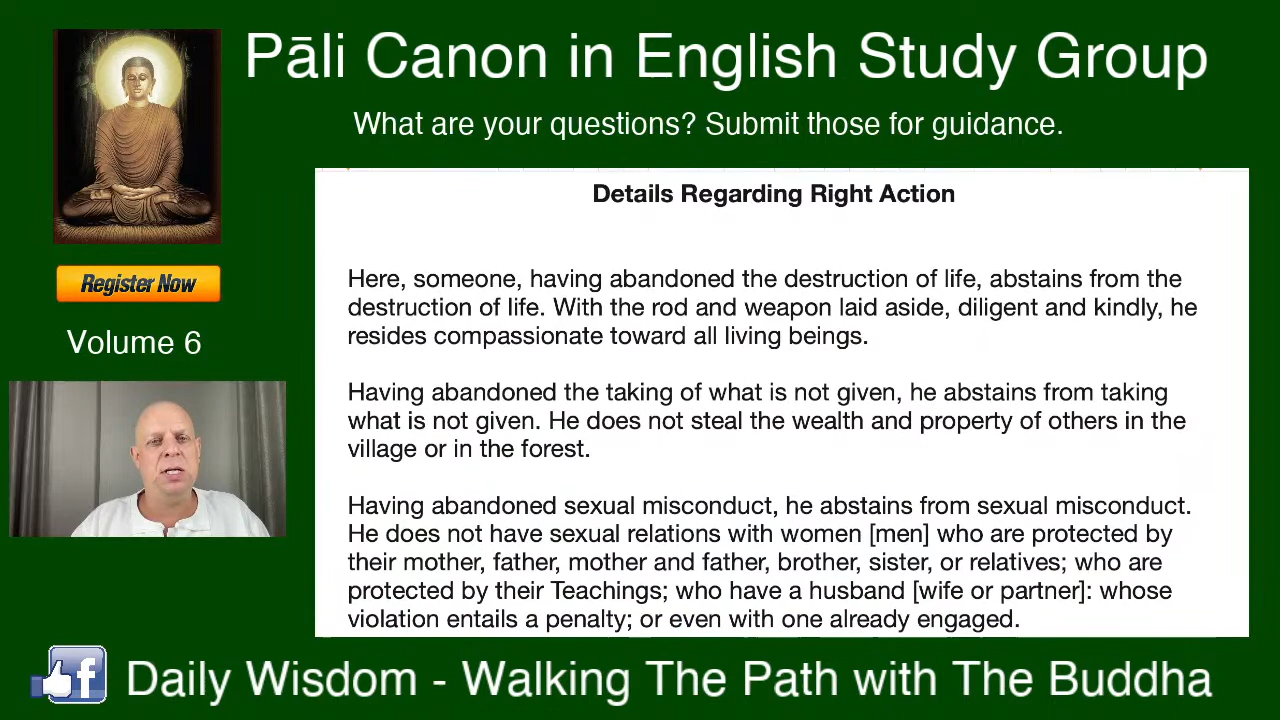 Pāli Canon in English Study Group
What are your questions? Submit those for guidance.
Register Now
Volume 6
Details Regarding Right Action
Here, someone, having abandoned the destruction of life, abstains from the
destruction of life. With the rod and weapon laid aside, diligent and kindly, he
resides compassionate toward all living beings.
Having abandoned the taking of what is not given, he abstains from taking
what is not given. He does not steal the wealth and property of others in the
village or in the forest.
Having abandoned sexual misconduct, he abstains from sexual misconduct.
He does not have sexual relations with women [men] who are protected by
their mother, father, mother and father, brother, sister, or relatives; who are
protected by their Teachings; who have a husband [wife or partner]: whose
violation entails a penalty; or even with one already engaged.
f
Daily Wisdom - Walking The Path with The Buddha